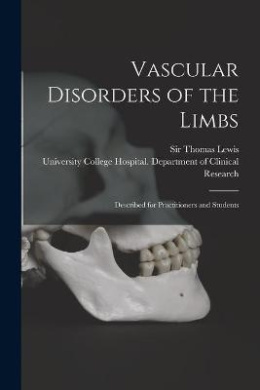 VASCULAR
DISORDERS OF THE
LIMBS
Sir Thomas Lewis
University College Hospital. Department of Clinical
Research
Described for Practitioners and Students